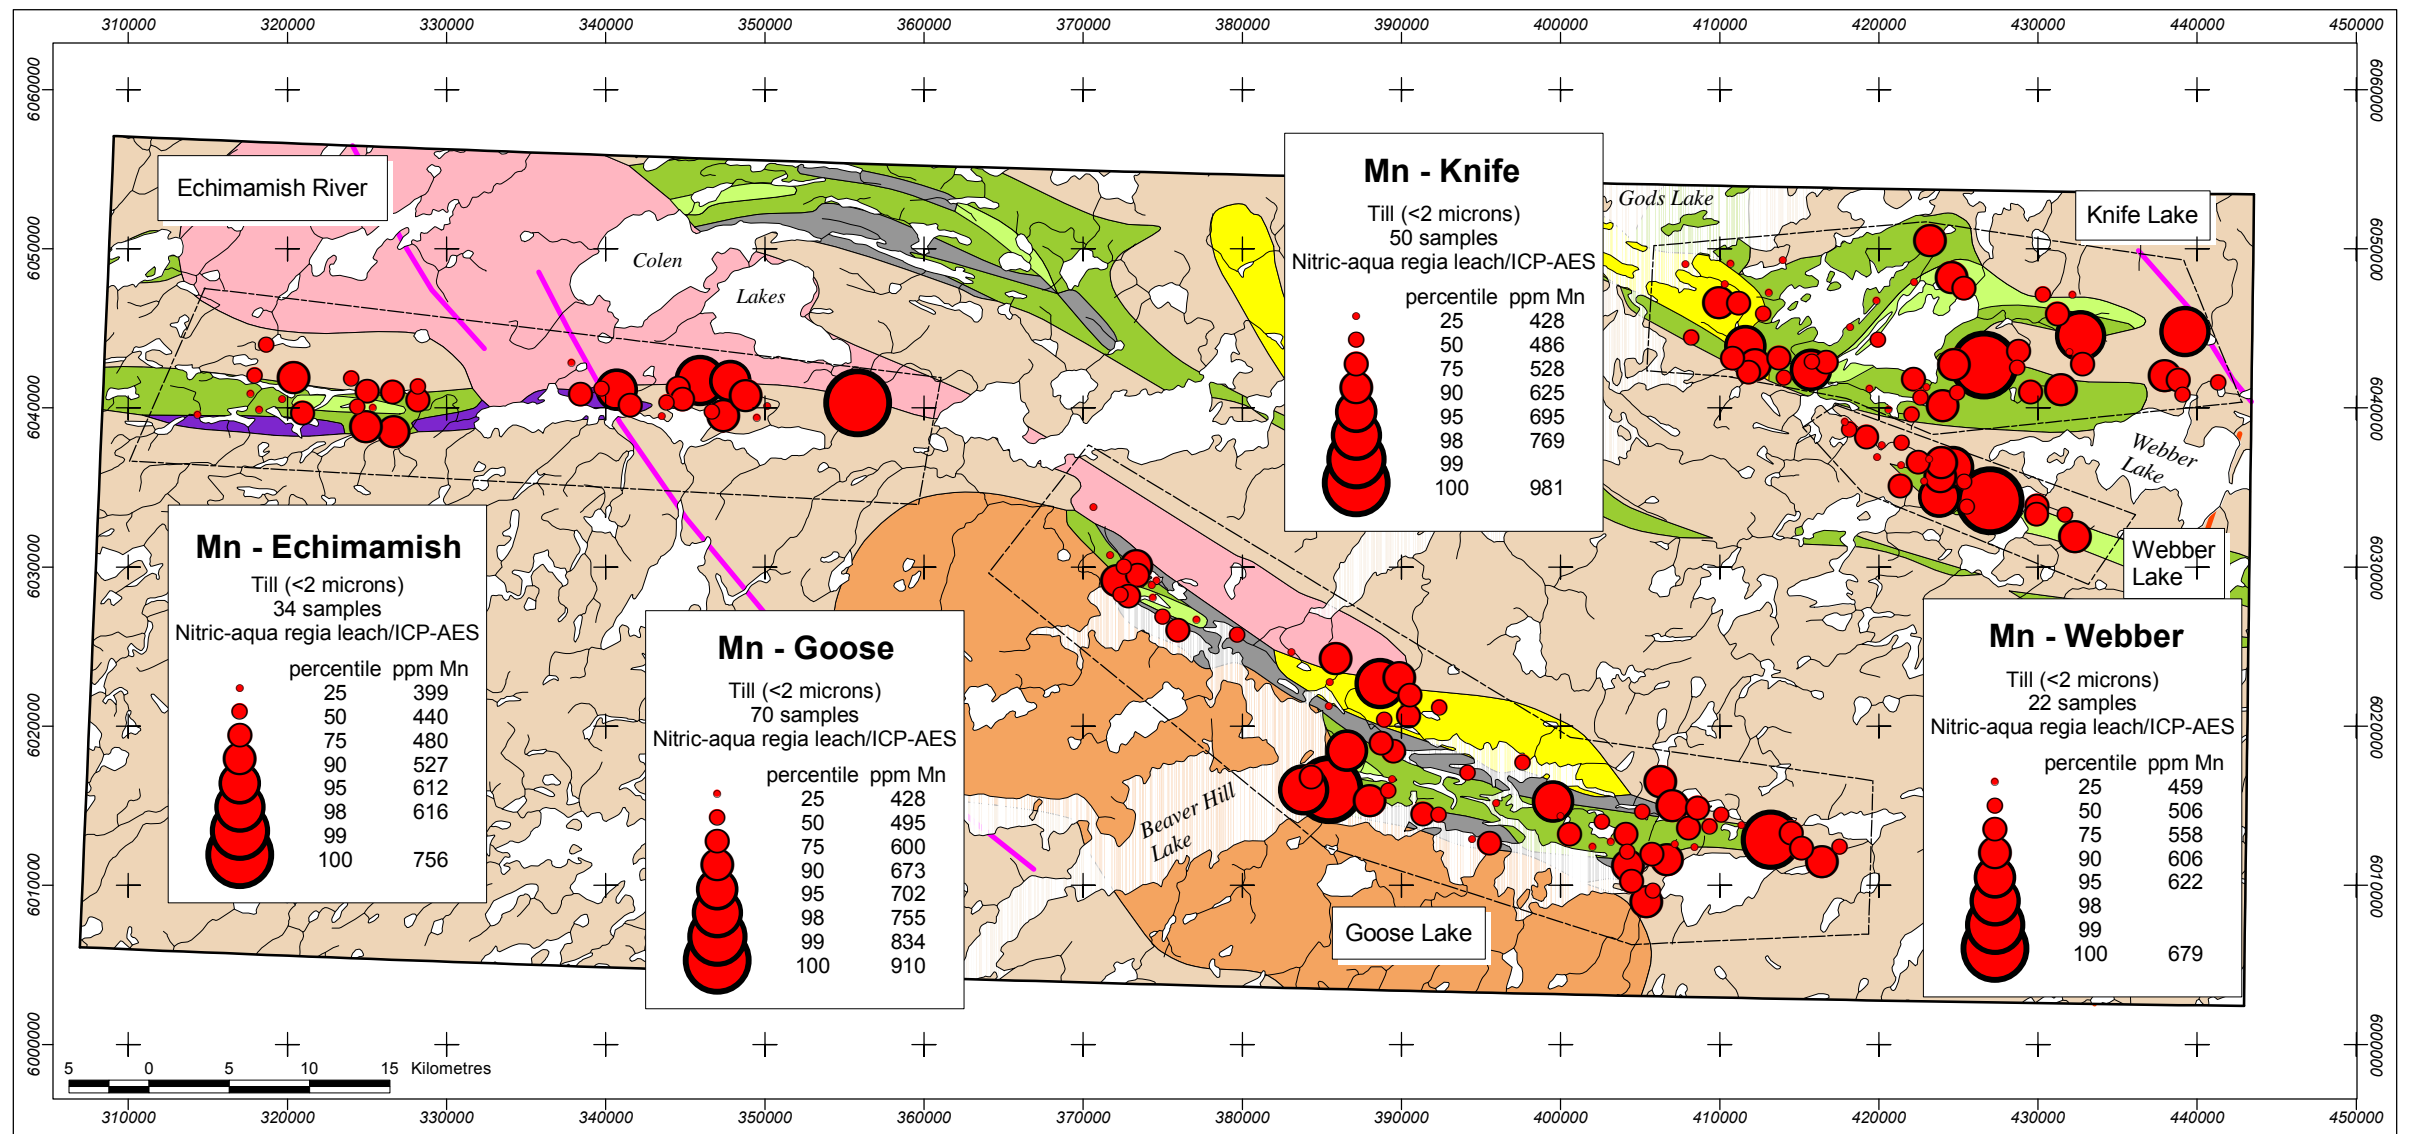 310000 320000 330000 340000 350000 360000 370000 380000 390000 400000 410000 420000 430000 440000 450000
6060000 6060000
6050000 6050000
6040000 6040000
6030000 6030000
6020000 6020000
6010000 6010000
6000000 6000000
Echimamish River
Colen
Lakes
Gods Lake
Knife Lake
Webber
Lake
Webber
Lake
Beaver Hill
Lake
Goose Lake
Mn - Knife
Till (<2 microns)
50 samples
Nitric-aqua regia leach/ICP-AES
percentile ppm Mn
25 428
50 486
75 528
90 625
95 695
98 769
99
100 981
Mn - Echimamish
Till (<2 microns)
34 samples
Nitric-aqua regia leach/ICP-AES
percentile ppm Mn
25 399
50 440
75 480
90 527
95 612
98 616
99
100 756
Mn - Goose
Till (<2 microns)
70 samples
Nitric-aqua regia leach/ICP-AES
percentile ppm Mn
25 428
50 495
75 600
90 673
95 702
98 755
99 834
100 910
Mn - Webber
Till (<2 microns)
22 samples
Nitric-aqua regia leach/ICP-AES
percentile ppm Mn
25 459
50 506
75 558
90 606
95 622
98
99
100 679
5 0 5 10 15 Kilometres
310000 320000 330000 340000 350000 360000 370000 380000 390000 400000 410000 420000 430000 440000 450000